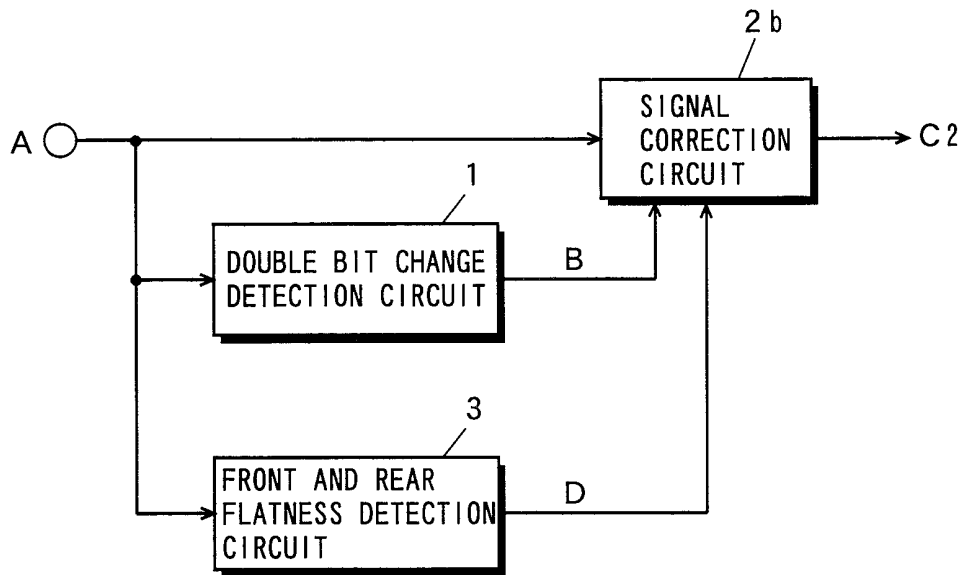 2b
SIGNAL
CORRECTION
CIRCUIT
A
C2
1
DOUBLE BIT CHANGE
DETECTION CIRCUIT
B
3
FRONT AND REAR
FLATNESS DETECTION
CIRCUIT
D